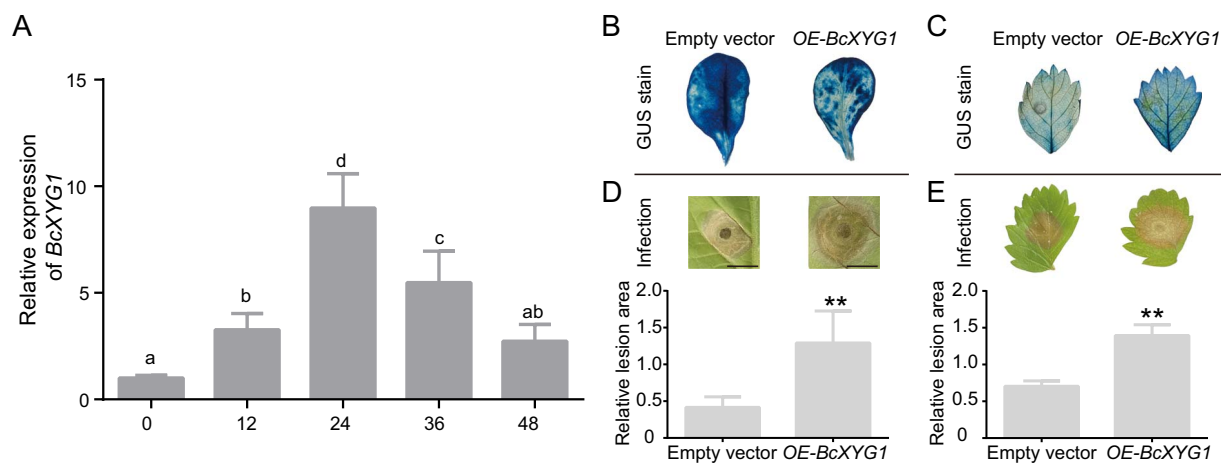 A
Relative expression
of BcXYG1
15
10
5
0
a
b
d
c
ab
0 12 24 36 48
B
Empty vector OE-BcXYG1
GUS stain
C
Empty vector OE-BcXYG1
GUS stain
D
Infection
Relative lesion area
2.0
1.5
1.0
0.5
0
**
Empty vector OE-BcXYG1
E
Infection
Relative lesion area
2.0
1.5
1.0
0.5
0
**
Empty vector OE-BcXYG1